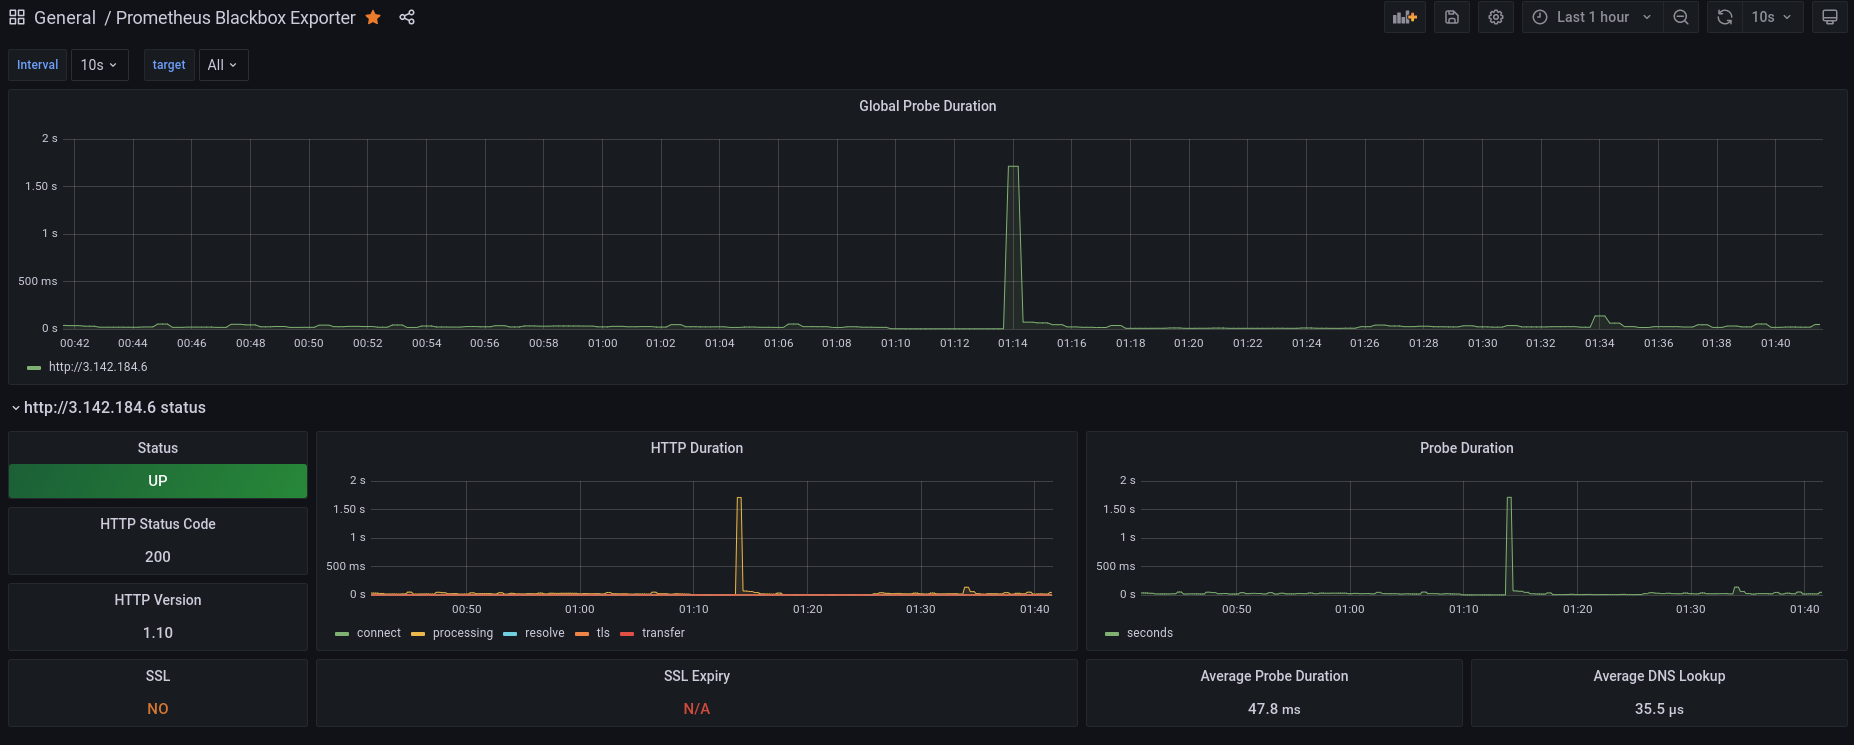 General / Prometheus Blackbox Exporter
Last 1 hour
10s
Interval 10s target All
Global Probe Duration
2 s
1.50 s
1 s
500 ms
0 s
00:42 00:44 00:46 00:48 00:50 00:52 00:54 00:56 00:58 01:00 01:02 01:04 01:06 01:08 01:10 01:12 01:14 01:16 01:18 01:20 01:22 01:24 01:26 01:28 01:30 01:32 01:34 01:36 01:38 01:40
http://3.142.184.6
http://3.142.184.6 status
Status
UP
HTTP Status Code
200
HTTP Version
1.10
SSL
NO
HTTP Duration
2 s
1.50 s
1 s
500 ms
0 s
00:50 01:00 01:10 01:20 01:30 01:40
connect processing resolve tls transfer
SSL Expiry
N/A
Probe Duration
2 s
1.50 s
1 s
500 ms
0 s
00:50 01:00 01:10 01:20 01:30 01:40
seconds
Average Probe Duration
47.8 ms
Average DNS Lookup
35.5 µs